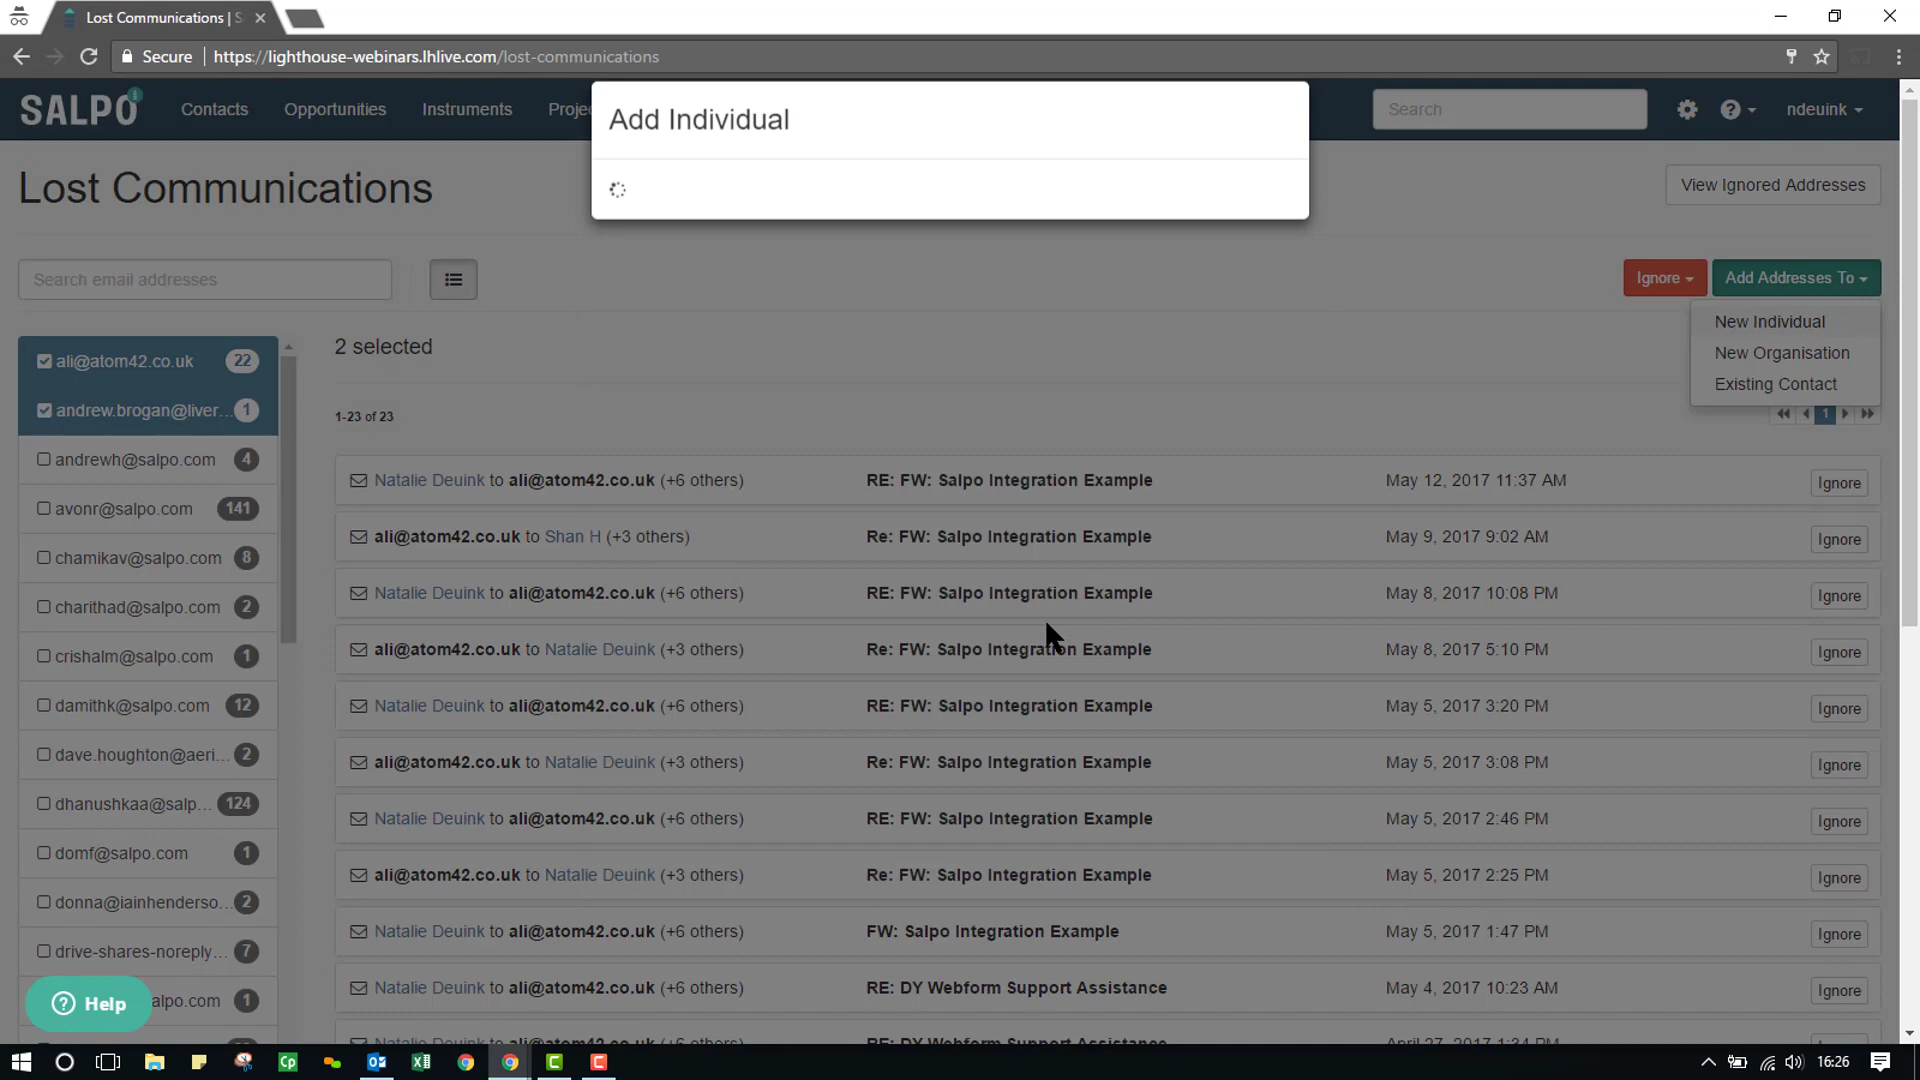 Lost Communications | S
Secure
https://lighthouse-webinars.lhlive.com/lost-communications
SALPO
Contacts
Opportunities
Instruments
Proje
Search
ndeuink
Add Individual
Lost Communications
View Ignored Addresses
Search email addresses
Ignore
Add Addresses To
New Individual
New Organisation
Existing Contact
2 selected
1-23 of 23
1
ali@atom42.co.uk 22
andrew.brogan@liver... 1
andrewh@salpo.com 4
avonr@salpo.com 141
chamikav@salpo.com 8
charithad@salpo.com 2
crishalm@salpo.com 1
damithk@salpo.com 12
dave.houghton@aeri... 2
dhanushkaa@salp... 124
domf@salpo.com 1
donna@iainhenderso... 2
drive-shares-noreply... 7
alpo.com 1
Natalie Deuink to ali@atom42.co.uk (+6 others) RE: FW: Salpo Integration Example May 12, 2017 11:37 AM Ignore
ali@atom42.co.uk to Shan H (+3 others) Re: FW: Salpo Integration Example May 9, 2017 9:02 AM Ignore
Natalie Deuink to ali@atom42.co.uk (+6 others) RE: FW: Salpo Integration Example May 8, 2017 10:08 PM Ignore
ali@atom42.co.uk to Natalie Deuink (+3 others) Re: FW: Salpo Integration Example May 8, 2017 5:10 PM Ignore
Natalie Deuink to ali@atom42.co.uk (+6 others) RE: FW: Salpo Integration Example May 5, 2017 3:20 PM Ignore
ali@atom42.co.uk to Natalie Deuink (+3 others) Re: FW: Salpo Integration Example May 5, 2017 3:08 PM Ignore
Natalie Deuink to ali@atom42.co.uk (+6 others) RE: FW: Salpo Integration Example May 5, 2017 2:46 PM Ignore
ali@atom42.co.uk to Natalie Deuink (+3 others) Re: FW: Salpo Integration Example May 5, 2017 2:25 PM Ignore
Natalie Deuink to ali@atom42.co.uk (+6 others) FW: Salpo Integration Example May 5, 2017 1:47 PM Ignore
Natalie Deuink to ali@atom42.co.uk (+6 others) RE: DY Webform Support Assistance May 4, 2017 10:23 AM Ignore
Natalie Deuink to ali@atom42.co.uk (+6 others) RE: DY Webform Support Assistance April 27, 2017 1:34 PM
Help
16:26